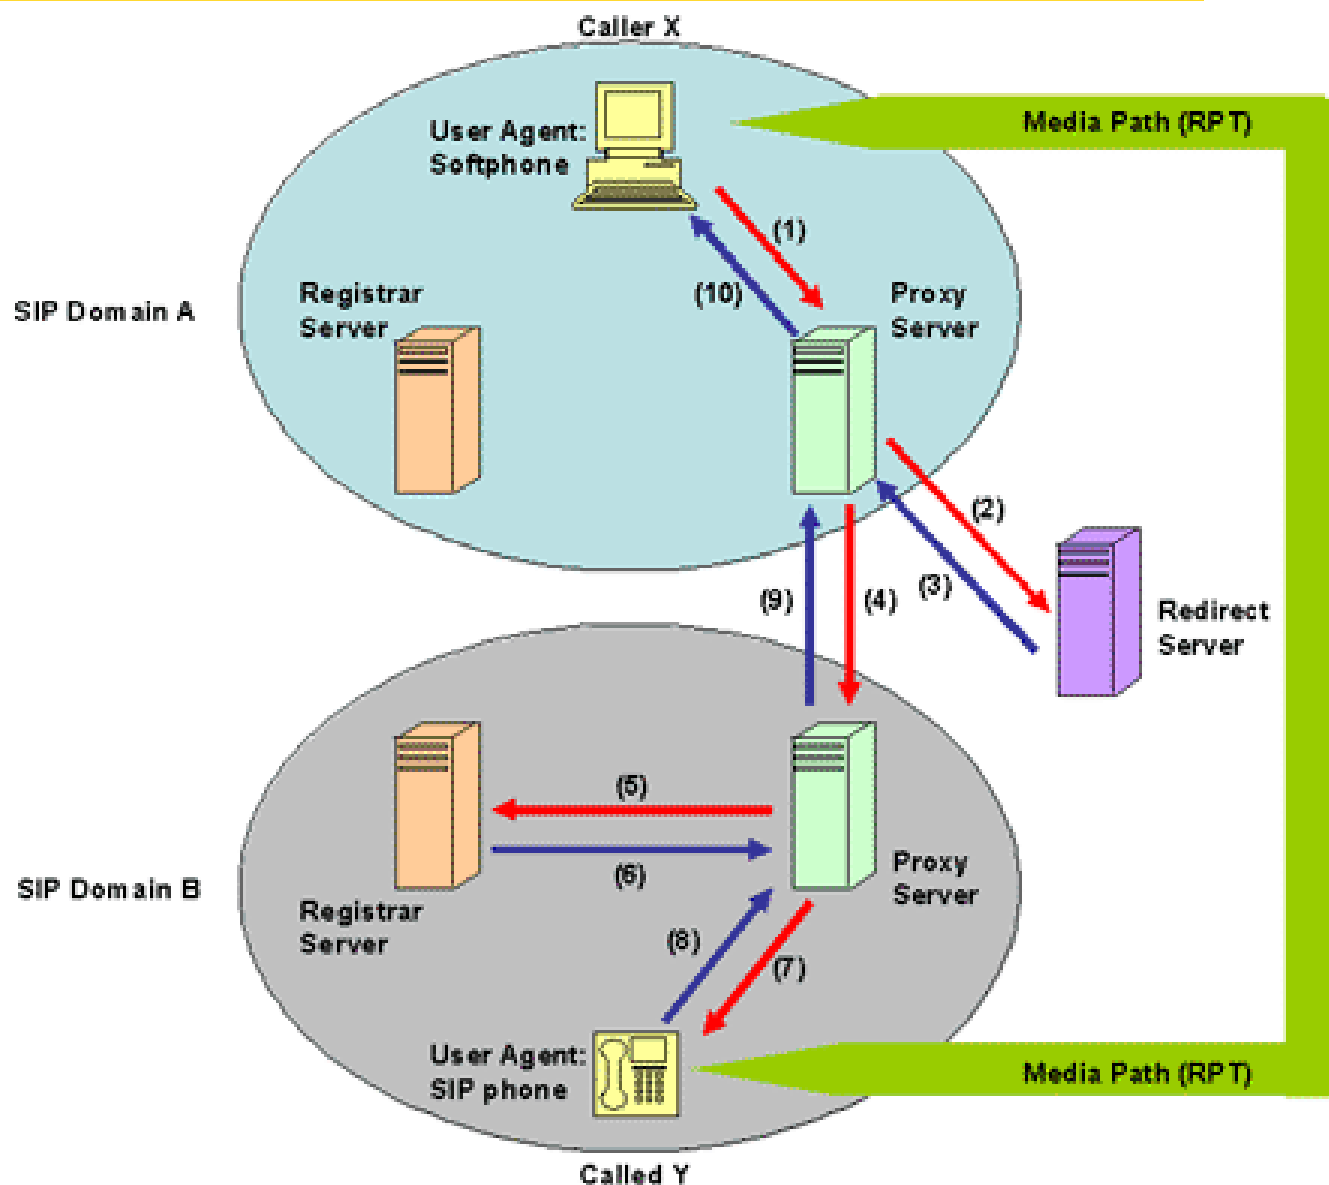 Caller X
Media Path (RPT)
User Agent:
Softphone
(1)
(10)
Registrar
Server
Proxy
Server
SIP Domain A
(2)
(3)
(9)
(4)
Redirect
Server
(5)
(6)
Proxy
Server
SIP Domain B
Registrar
Server
(8)
(7)
User Agent:
SIP phone
Media Path (RPT)
Called Y